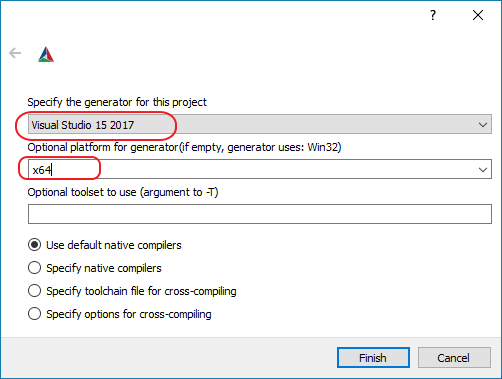 Specify the generator for this project
Visual Studio 15 2017
Optional platform for generator(if empty, generator uses: Win32)
x64
Optional toolset to use (argument to -T)
Use default native compilers
Specify native compilers
Specify toolchain file for cross-compiling
Specify options for cross-compiling
Finish Cancel